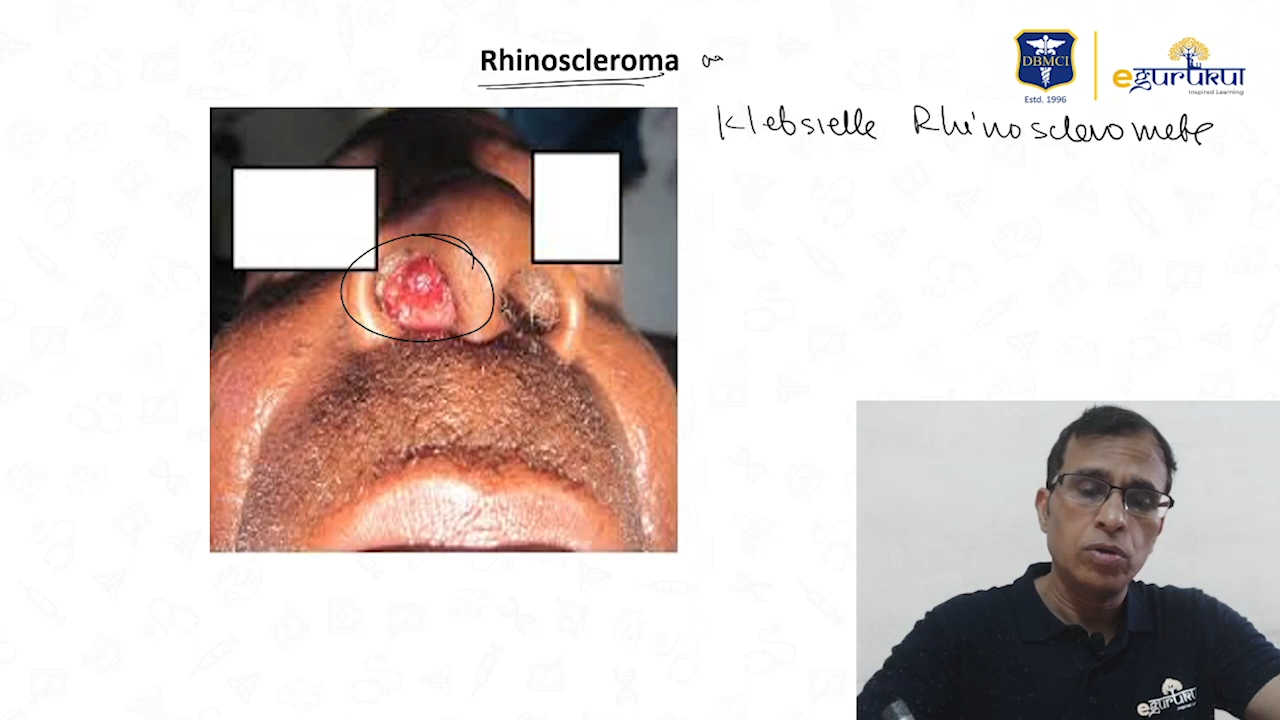 Rhinoscleroma
DBMCI
Estd. 1996
egurukul
Inspired Learning
Klebsielle Rhinoscleromete
egurukul